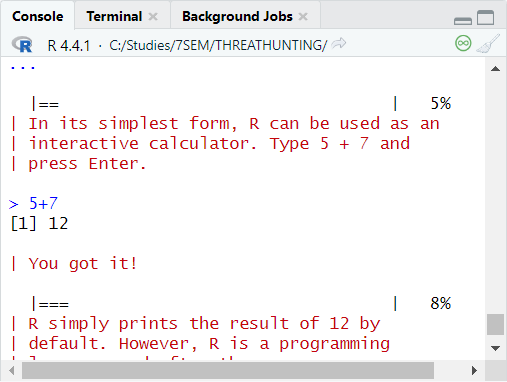 Console Terminal × Background Jobs ×
R R 4.4.1 · C:/Studies/7SEM/THREATHUNTING/
...
|== | 5%
| In its simplest form, R can be used as an
| interactive calculator. Type 5 + 7 and
| press Enter.
> 5+7
[1] 12
| You got it!
|=== | 8%
| R simply prints the result of 12 by
| default. However, R is a programming